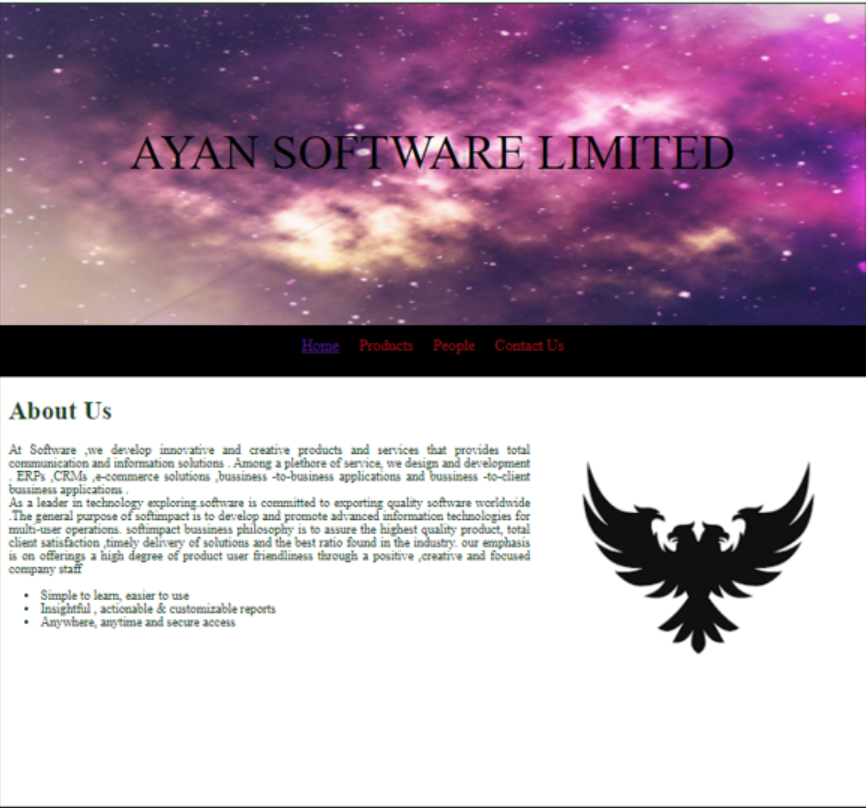 AYAN SOFTWARE LIMITED
Home Products People Contact Us
About Us
At Software ,we develop innovative and creative products and services that provides total
communication and information solutions . Among a plethore of service, we design and development
. ERPs ,CRMs ,e-commerce solutions ,bussiness -to-business applications and bussiness -to-client
bussiness applications .
As a leader in technology exploring.software is committed to exporting quality software worldwide
.The general purpose of softimpact is to develop and promote advanced information technologies for
multi-user operations. softimpact bussiness philosophy is to assure the highest quality product, total
client satisfaction ,timely delivery of solutions and the best ratio found in the industry. our emphasis
is on offerings a high degree of product user friendliness through a positive ,creative and focused
company staff
• Simple to learn, easier to use
• Insightful , actionable & customizable reports
• Anywhere, anytime and secure access